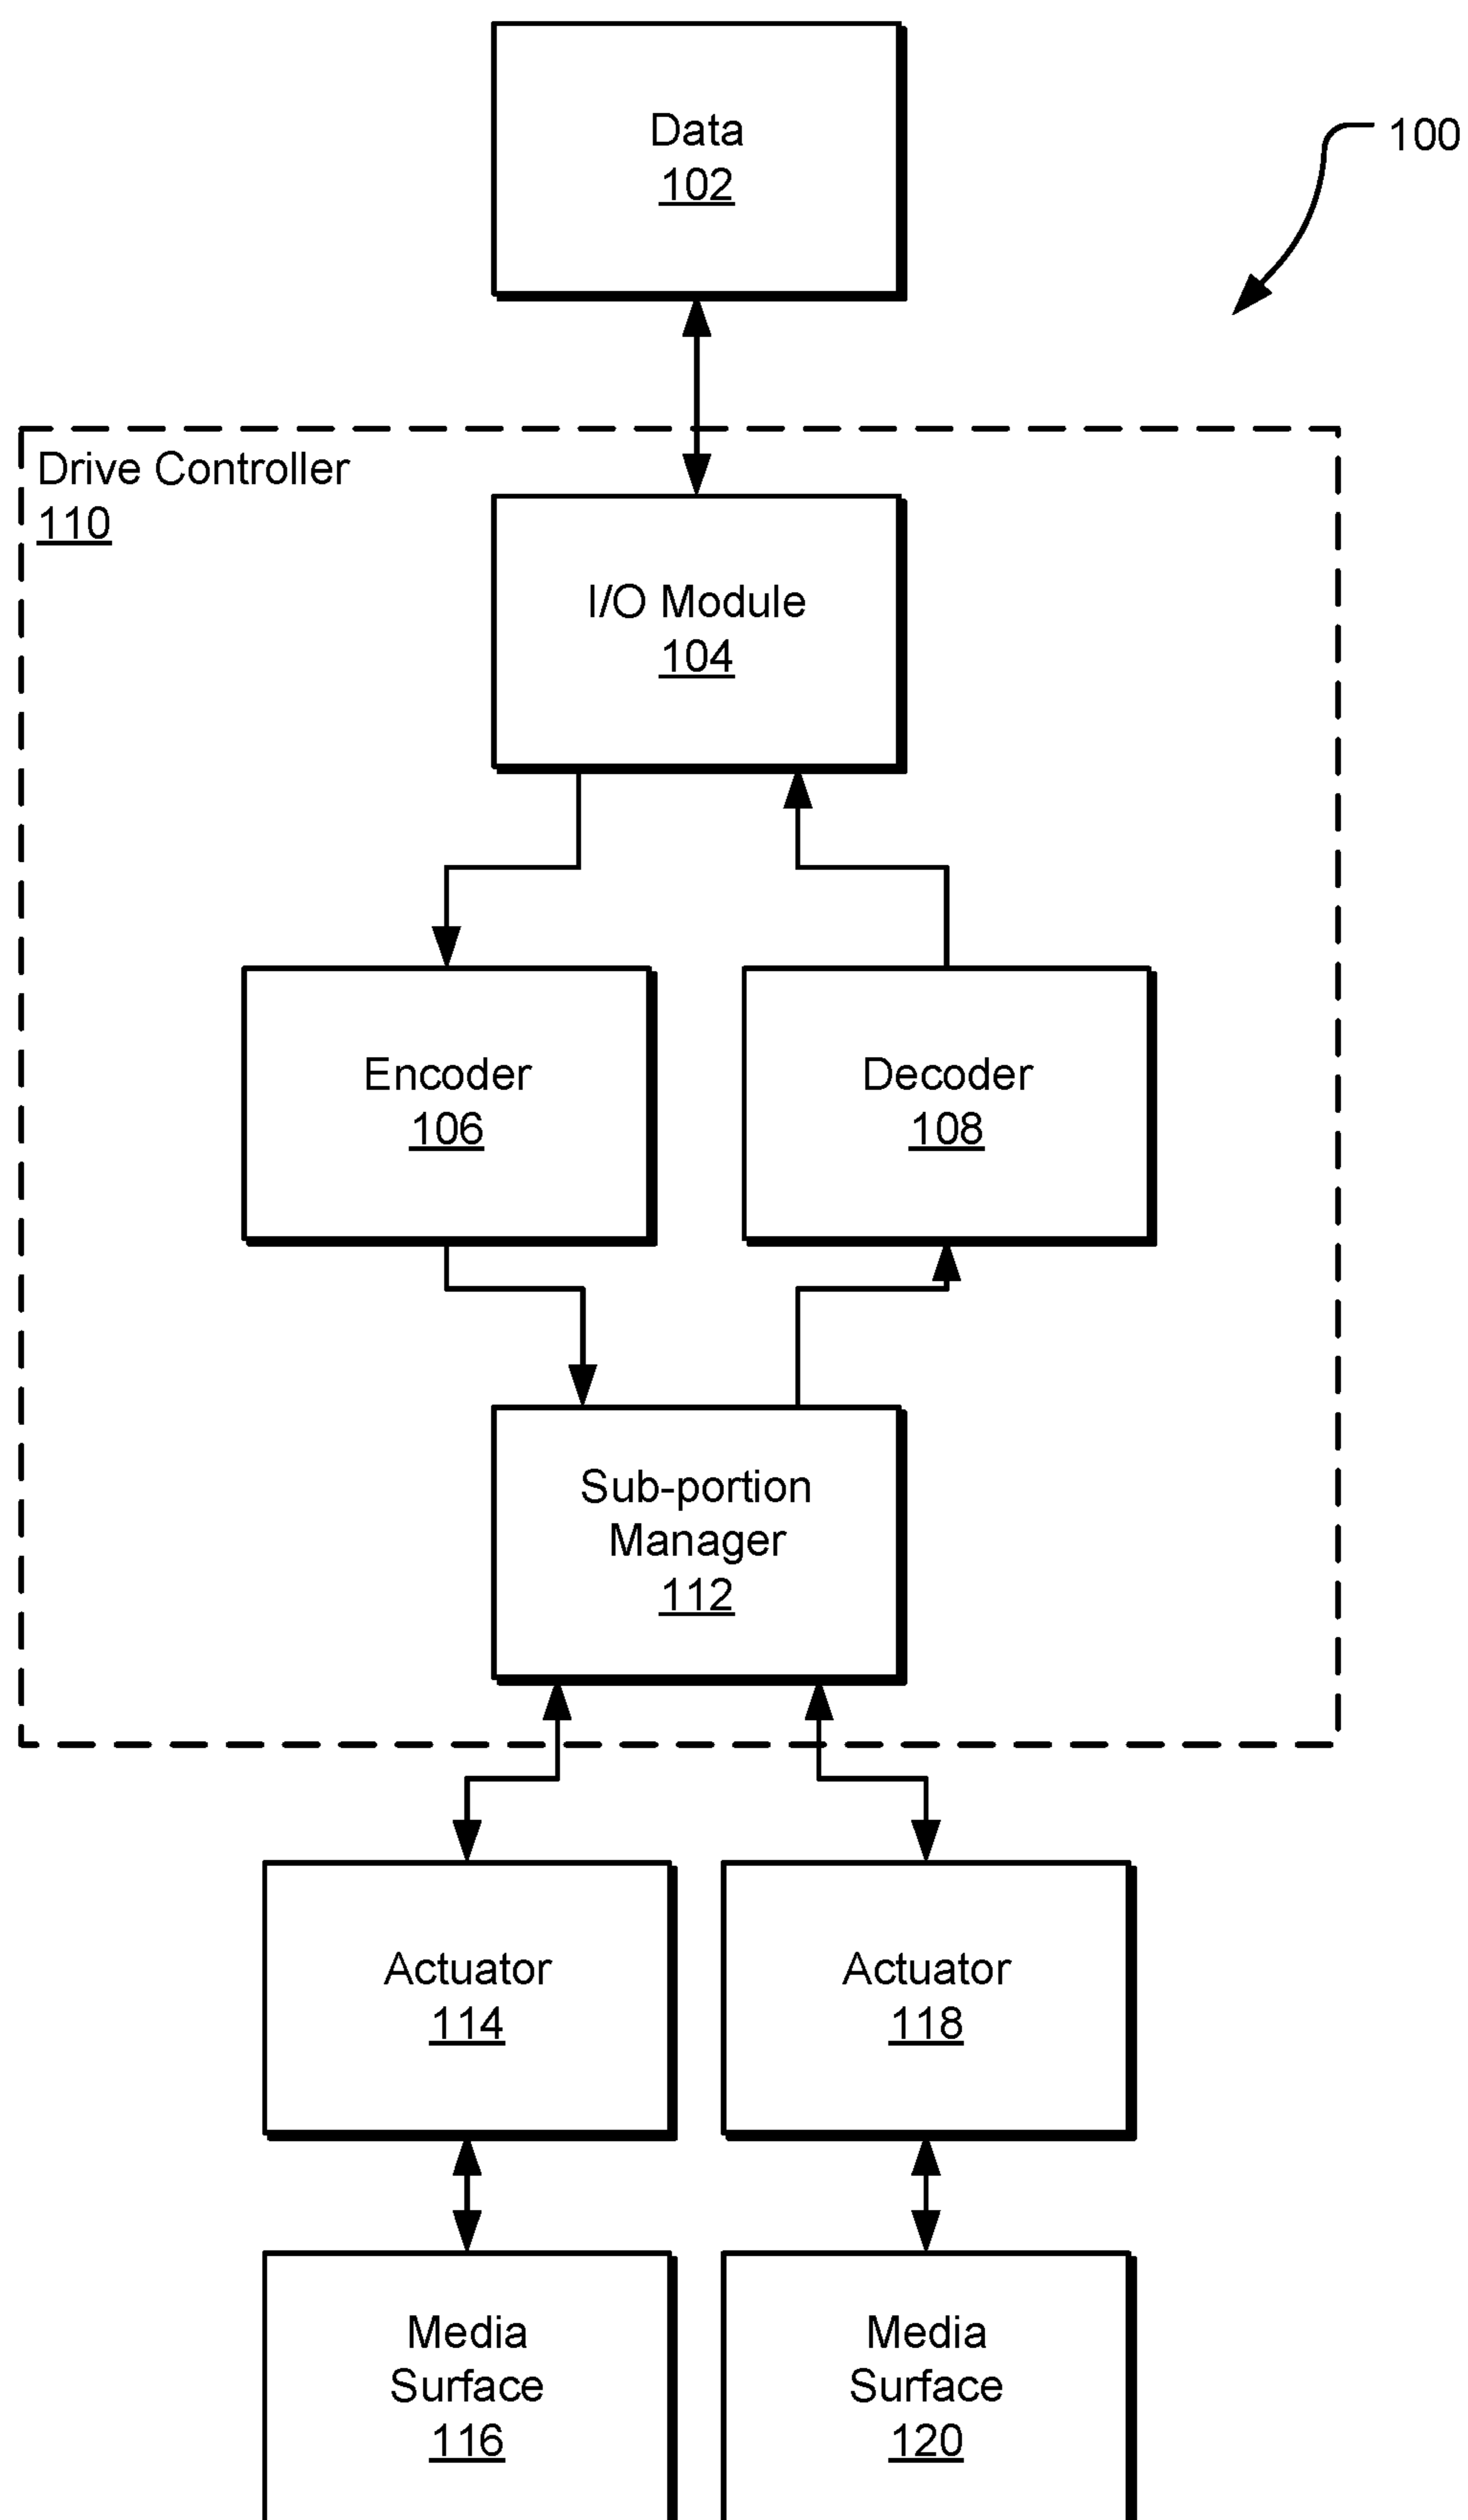 Data
102
100
Drive Controller
110
I/O Module
104
Encoder
106
Decoder
108
Sub-portion
Manager
112
Actuator
114
Actuator
118
Media
Surface
116
Media
Surface
120